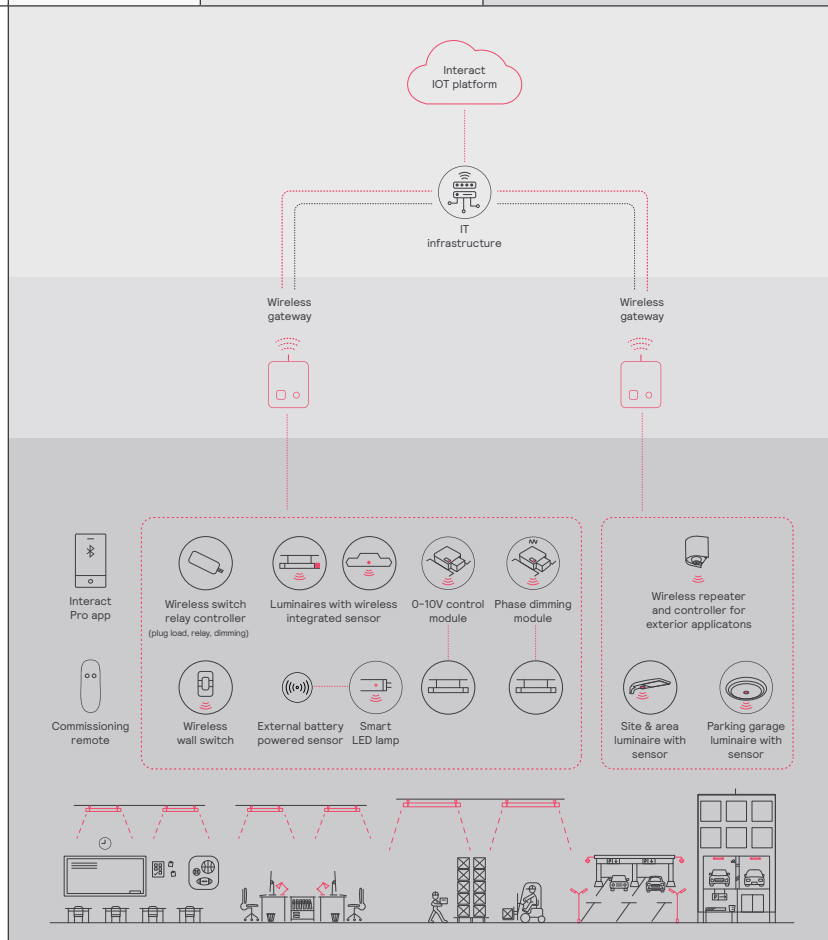 Interact
IOT platform
IT
infrastructure
Wireless
gateway
Wireless
gateway
Interact
Pro app
Wireless switch
relay controller
(plug load, relay, dimming)
Luminaires with wireless
integrated sensor
0-10V control
module
Phase dimming
module
Wireless repeater
and controller for
exterior applicatons
Commissioning
remote
Wireless
wall switch
External battery
powered sensor
Smart
LED lamp
Site & area
luminaire with
sensor
Parking garage
luminaire with
sensor